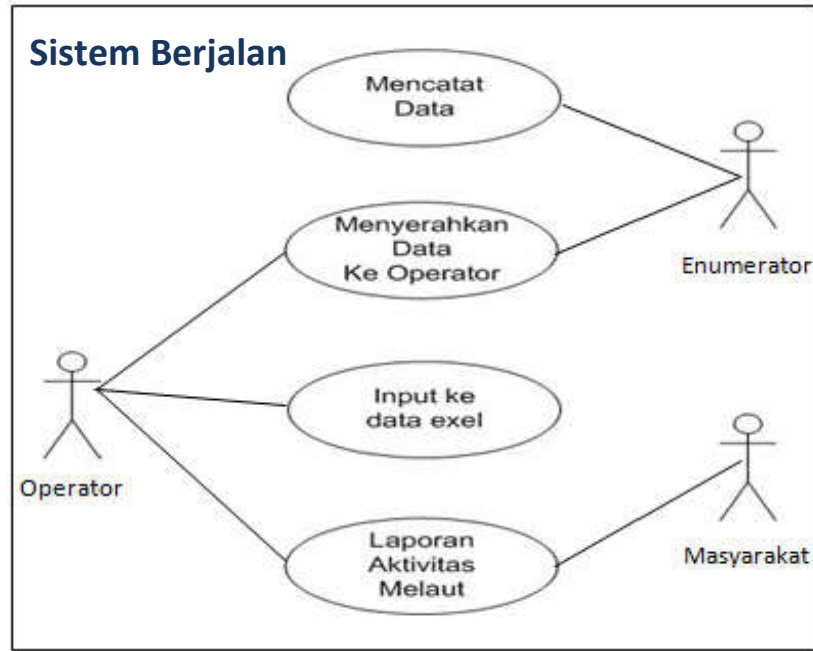 Sistem Berjalan
Mencatat
Data
Menyerahkan
Data
Ke Operator
Enumerator
Input ke
data exel
Operator
Laporan
Aktivitas
Melaut
Masyarakat